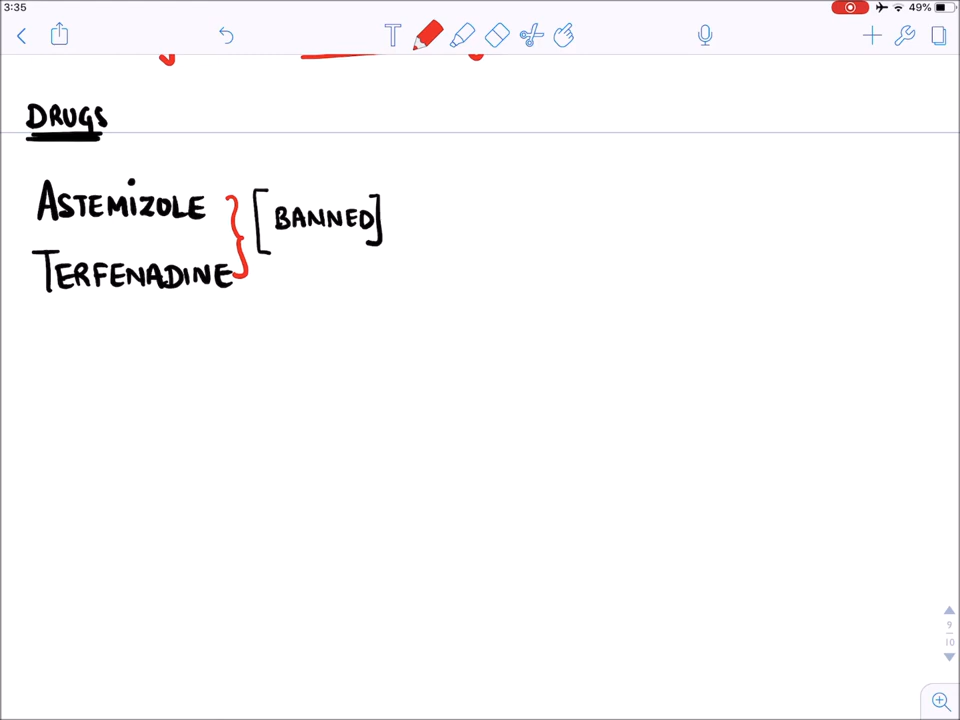 3:35
49%
T
DRUGS
ASTEMIZOLE
[BANNED]
TERFENADINE
9
10